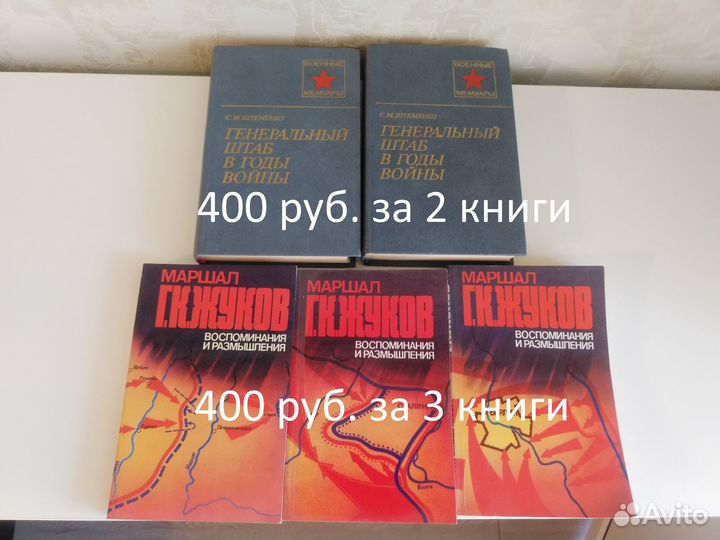 ВОЕННЫЕ
МЕМУАРЫ
С.М. ШТЕМЕНКО
ГЕНЕРАЛЬНЫЙ
ШТАБ
В ГОДЫ
ВОЙНЫ
ВОЕННЫЕ
МЕМУАРЫ
С.М. ШТЕМЕНКО
ГЕНЕРАЛЬНЫЙ
ШТАБ
В ГОДЫ
ВОЙНЫ
400 руб. за 2 книги
МАРШАЛ
Г.К.ЖУКОВ
ВОСПОМИНАНИЯ
И РАЗМЫШЛЕНИЯ
МАРШАЛ
Г.К.ЖУКОВ
ВОСПОМИНАНИЯ
И РАЗМЫШЛЕНИЯ
МАРШАЛ
Г.К.ЖУКОВ
ВОСПОМИНАНИЯ
И РАЗМЫШЛЕНИЯ
400 руб. за 3 книги
Avito